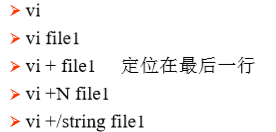 vi
vi file1
vi + file1 定位在最后一行
vi +N file1
vi +/string file1